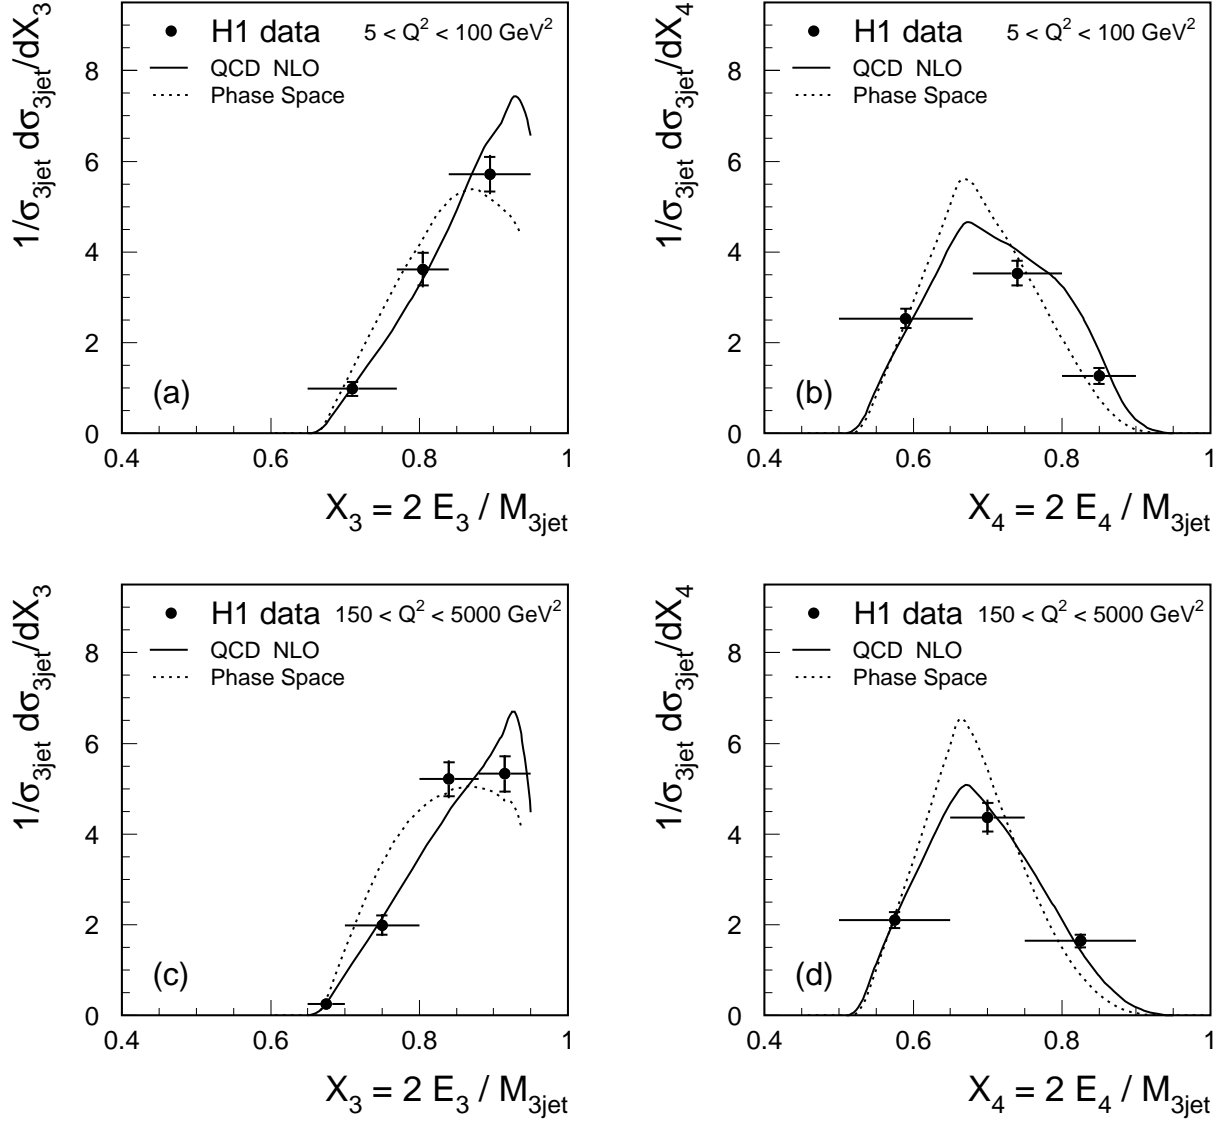 1/σ3jet dσ3jet/dX3
H1 data 5 < Q² < 100 GeV²
QCD NLO
Phase Space
8
6
4
2
0
(a)
0.4 0.6 0.8 1
X3 = 2 E3 / M3jet
1/σ3jet dσ3jet/dX4
H1 data 5 < Q² < 100 GeV²
QCD NLO
Phase Space
8
6
4
2
0
(b)
0.4 0.6 0.8 1
X4 = 2 E4 / M3jet
1/σ3jet dσ3jet/dX3
H1 data 150 < Q² < 5000 GeV²
QCD NLO
Phase Space
8
6
4
2
0
(c)
0.4 0.6 0.8 1
X3 = 2 E3 / M3jet
1/σ3jet dσ3jet/dX4
H1 data 150 < Q² < 5000 GeV²
QCD NLO
Phase Space
8
6
4
2
0
(d)
0.4 0.6 0.8 1
X4 = 2 E4 / M3jet